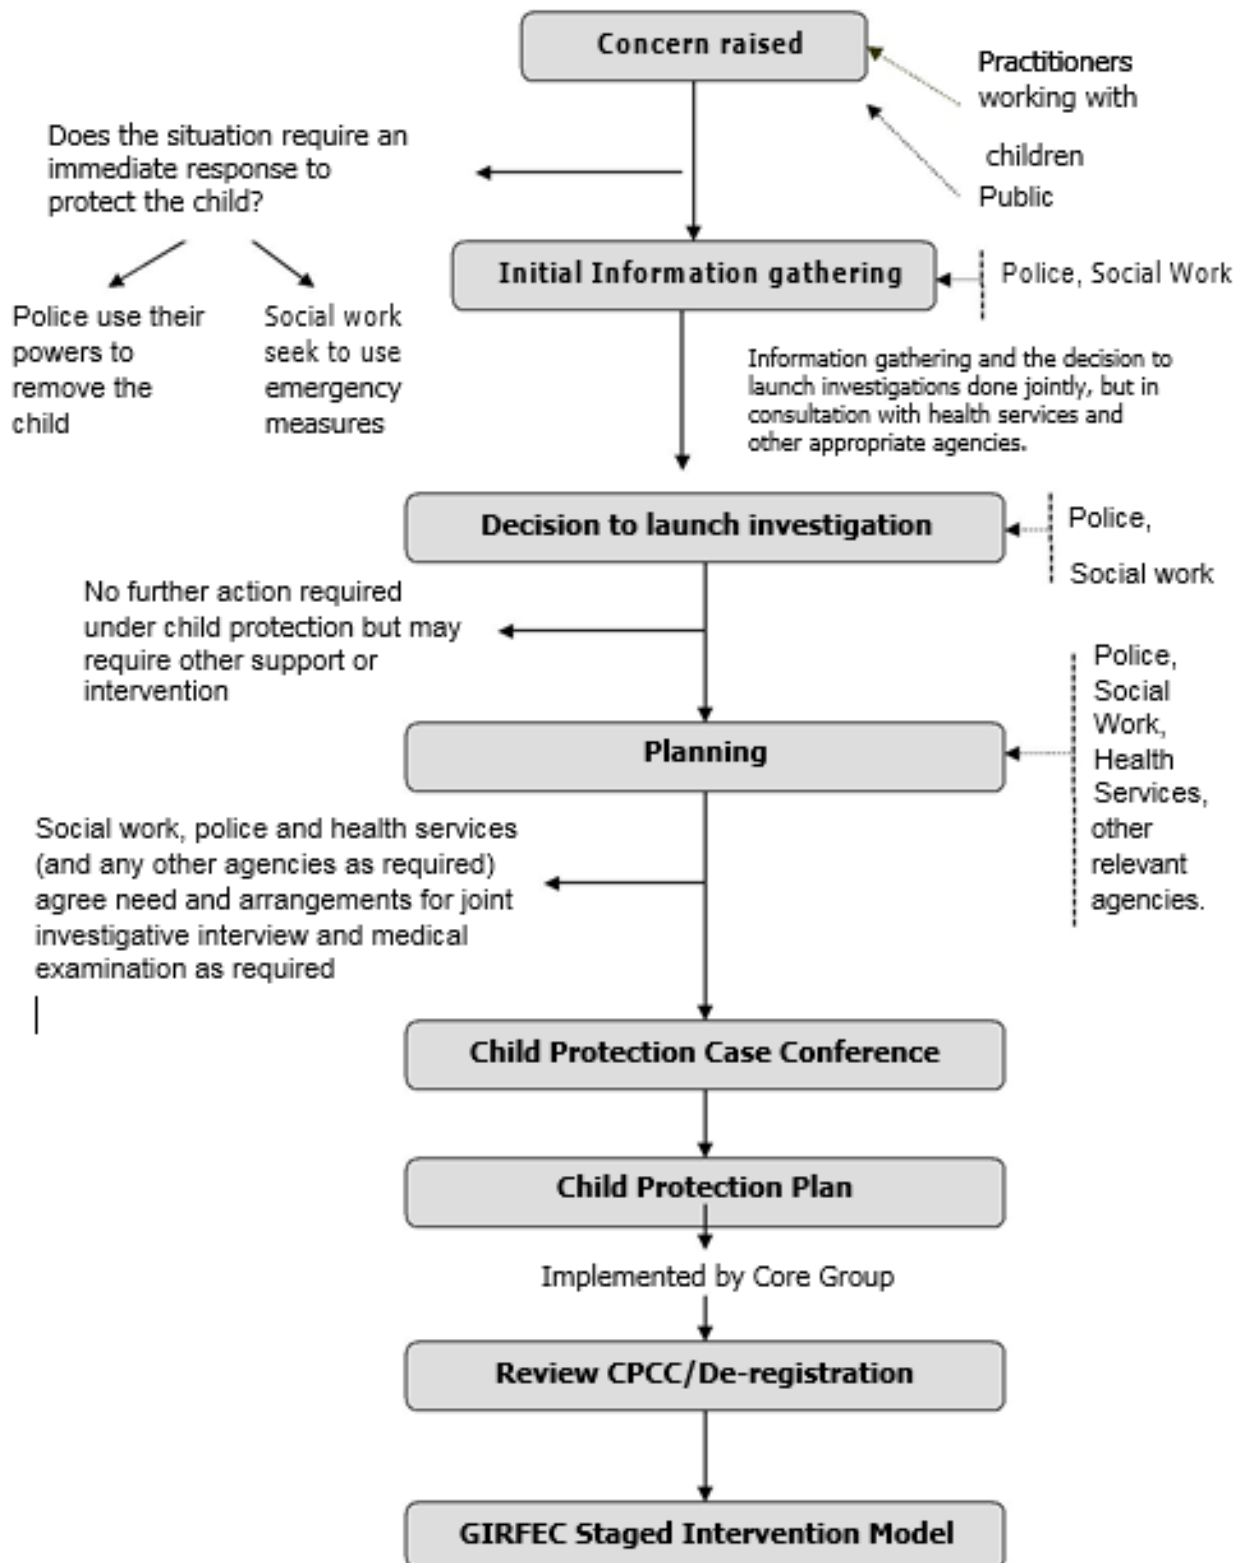 Concern raised
Practitioners
working with
children
Public
Does the situation require an
immediate response to
protect the child?
Police use their
powers to
remove the
child
Social work
seek to use
emergency
measures
Initial Information gathering
Police, Social Work
Information gathering and the decision to
launch investigations done jointly, but in
consultation with health services and
other appropriate agencies.
Decision to launch investigation
Police,
Social work
No further action required
under child protection but may
require other support or
intervention
Planning
Police,
Social
Work,
Health
Services,
other
relevant
agencies.
Social work, police and health services
(and any other agencies as required)
agree need and arrangements for joint
investigative interview and medical
examination as required
Child Protection Case Conference
Child Protection Plan
Implemented by Core Group
Review CPCC/De-registration
GIRFEC Staged Intervention Model